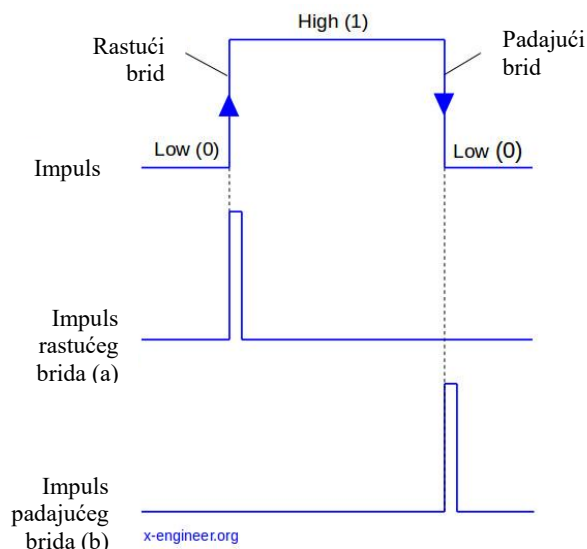 High (1)
Rastući
brid
Padajući
brid
Low (0)
Low (0)
Impuls
Impuls
rastućeg
brida (a)
Impuls
padajućeg
brida (b)
x-engineer.org